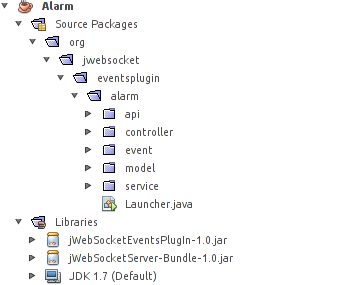 Alarm
Source Packages
org
jwebsocket
eventsplugin
alarm
api
controller
event
model
service
Launcher.java
Libraries
jWebSocketEventsPlugIn-1.0.jar
jWebSocketServer-Bundle-1.0.jar
JDK 1.7 (Default)